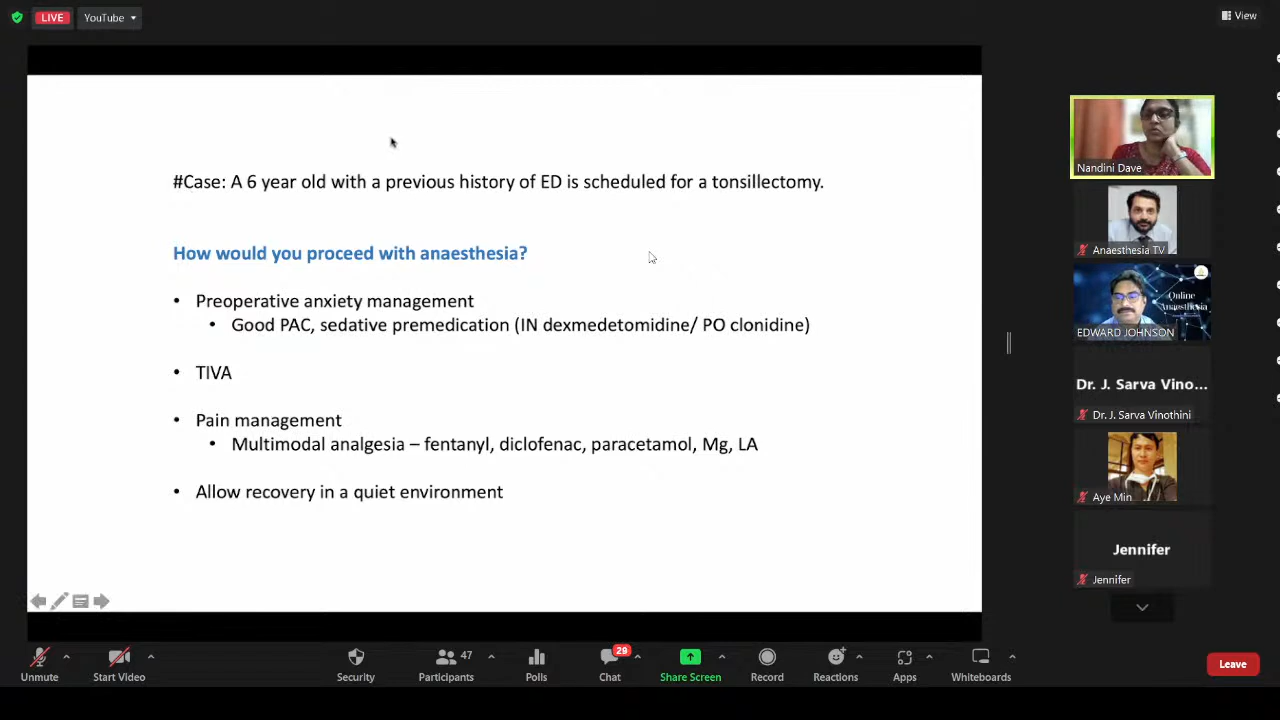 LIVE
YouTube
View
#Case: A 6 year old with a previous history of ED is scheduled for a tonsillectomy.
How would you proceed with anaesthesia?
• Preoperative anxiety management
• Good PAC, sedative premedication (IN dexmedetomidine/ PO clonidine)
• TIVA
• Pain management
• Multimodal analgesia – fentanyl, diclofenac, paracetamol, Mg, LA
• Allow recovery in a quiet environment
Nandini Dave
Anaesthesia TV
Online
Anaesthesia
EDWARD JOHNSON
Dr. J. Sarva Vino...
Dr. J. Sarva Vinothini
Aye Min
Jennifer
Jennifer
Unmute
Start Video
Security
47
Participants
Polls
29
Chat
Share Screen
Record
Reactions
Apps
Whiteboards
Leave